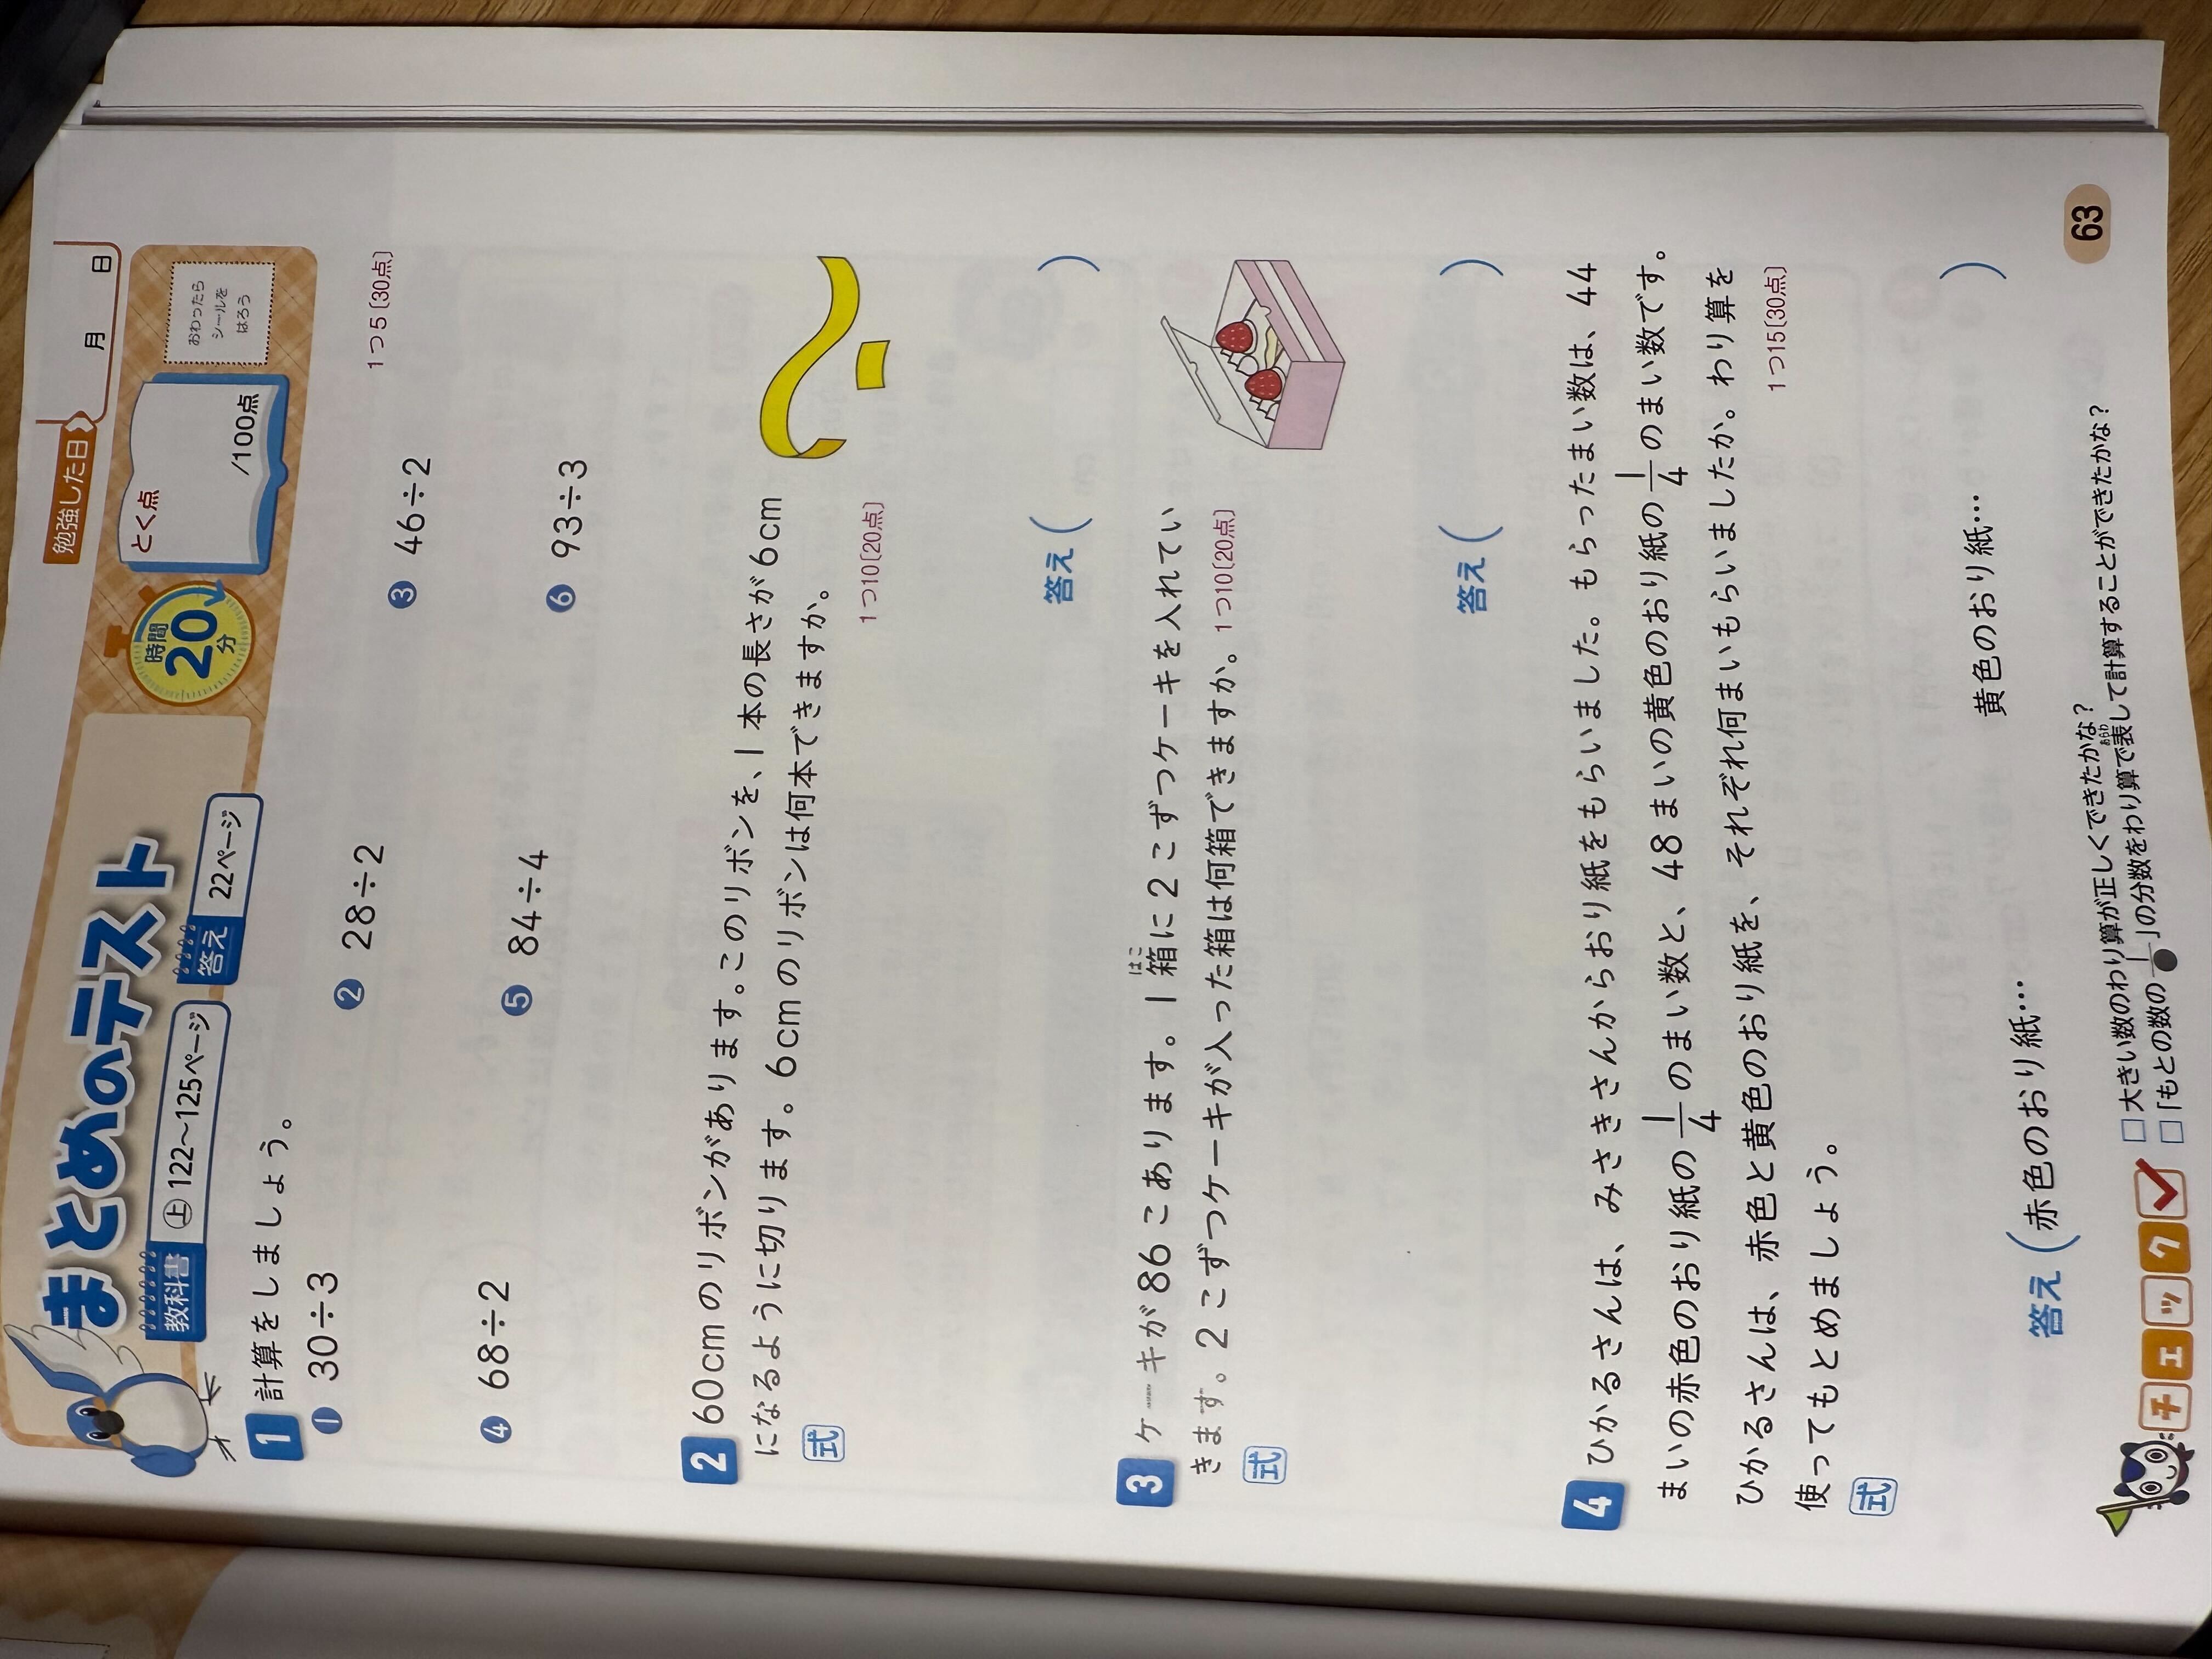 まとめのテスト
教科書 ㊤122〜125ページ
答え 22ページ
時間
20
分
勉強した日 月 日
とく点
/100点
おわったら
シールを
はろう
1 計算をしましょう。
1つ5〔30点〕
❶ 30÷3
❷ 28÷2
❸ 46÷2
❹ 68÷2
❺ 84÷4
❻ 93÷3
2 60cmのリボンがあります。このリボンを、1本の長さが6cm
になるように切ります。6cmのリボンは何本できますか。
1つ10〔20点〕
式
答え( )
3 ケーキが86こあります。1箱に2こずつケーキを入れてい
はこ
きます。2こずつケーキが入った箱は何箱できますか。 1つ10〔20点〕
式
答え( )
4 ひかるさんは、みさきさんからおり紙をもらいました。もらったまい数は、44
まいの赤色のおり紙の1/4のまい数と、48まいの黄色のおり紙の1/4のまい数です。
ひかるさんは、赤色と黄色のおり紙を、それぞれ何まいもらいましたか。わり算を
使ってもとめましょう。
1つ15〔30点〕
式
答え(赤色のおり紙… 黄色のおり紙… )
チェック✓
□大きい数のわり算が正しくできたかな?
□「もとの数の1/●」の分数をわり算で表して計算することができたかな?
あらわ
63